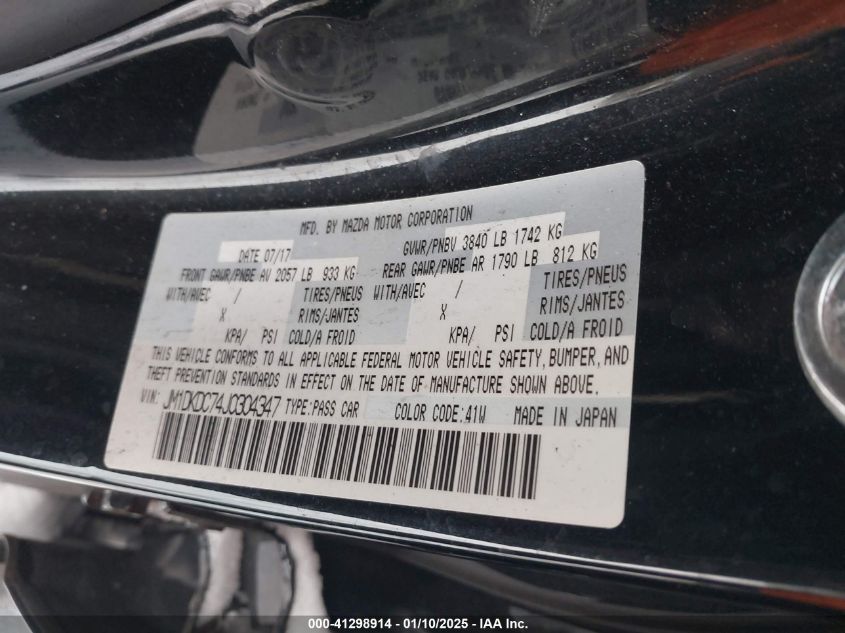 MFD. BY MAZDA MOTOR CORPORATION
DATE 07/17 GVWR/PNBV 3840 LB 1742 KG
FRONT GAWR/PNBE AV 2057 LB 933 KG REAR GAWR/PNBE AR 1790 LB 812 KG
WITH/AVEC / TIRES/PNEUS WITH/AVEC / TIRES/PNEUS
X RIMS/JANTES X RIMS/JANTES
KPA/ PSI COLD/A FROID KPA/ PSI COLD/A FROID
THIS VEHICLE CONFORMS TO ALL APPLICABLE FEDERAL MOTOR VEHICLE SAFETY, BUMPER, AND
THEFT PREVENTION STANDARDS IN EFFECT ON THE DATE OF MANUFACTURE SHOWN ABOVE.
VIN: JM1DKDC74J0304347 TYPE:PASS CAR COLOR CODE:41W MADE IN JAPAN
000-41298914 - 01/10/2025 - IAA Inc.